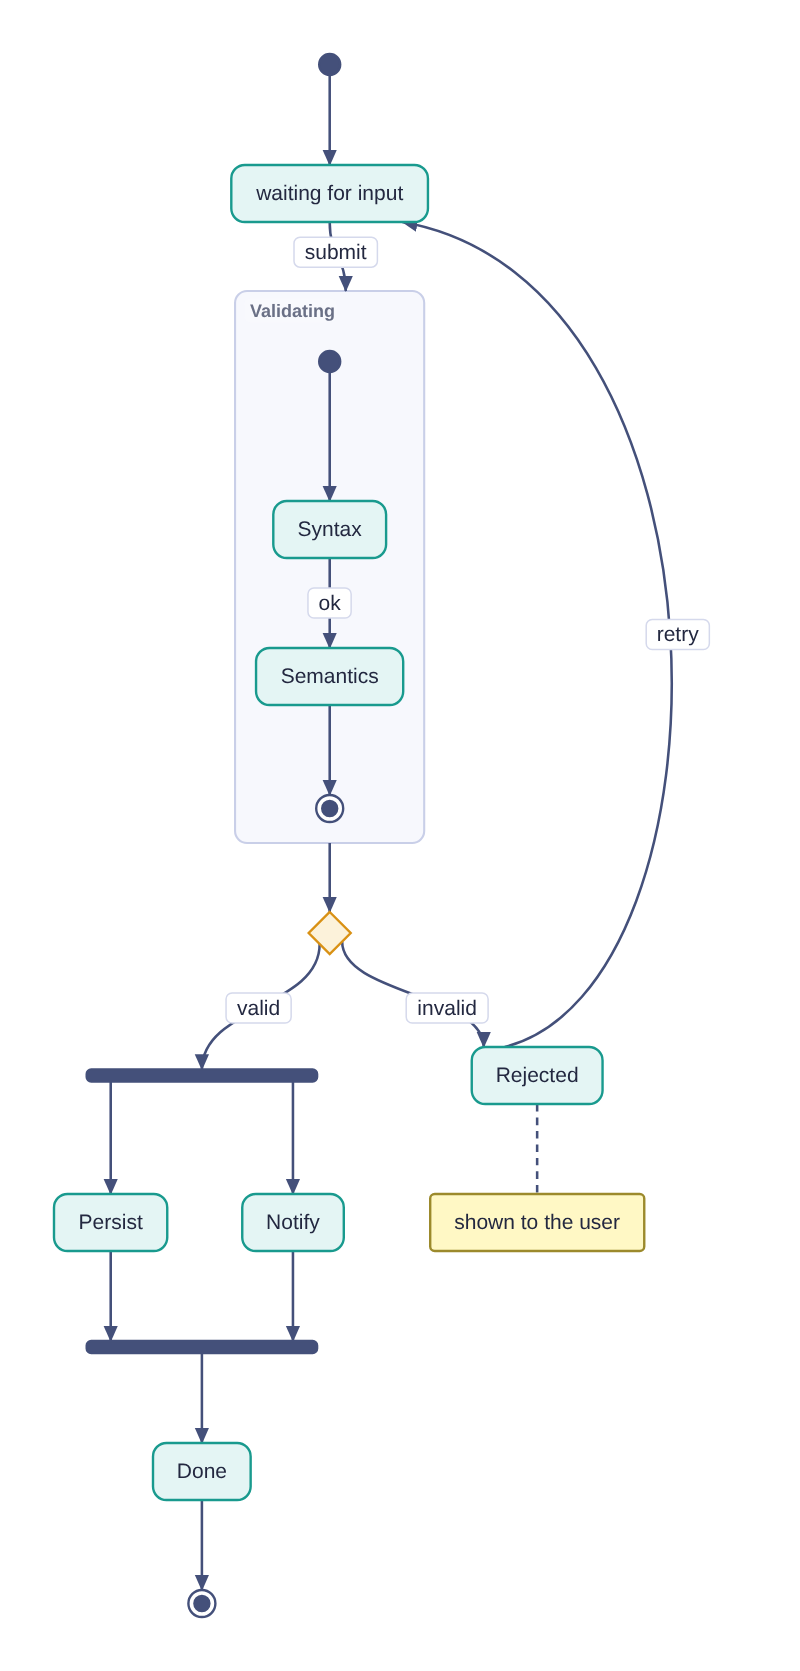 waiting for input
submit
Validating
Syntax
ok
Semantics
retry
valid
invalid
Rejected
Persist
Notify
shown to the user
Done